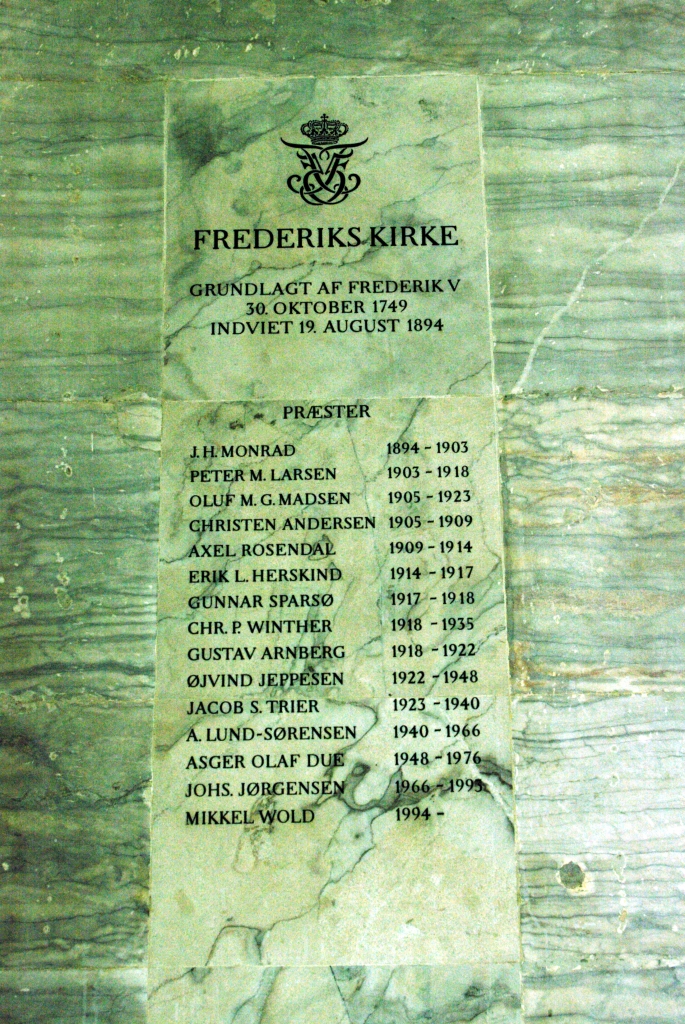 FREDERIKS KIRKE
GRUNDLAGT AF FREDERIK V
30. OKTOBER 1749
INDVIET 19. AUGUST 1894
PRÆSTER
J. H. MONRAD 1894 - 1903
PETER M. LARSEN 1903 - 1918
OLUF M. G. MADSEN 1905 - 1923
CHRISTEN ANDERSEN 1905 - 1909
AXEL ROSENDAL 1909 - 1914
ERIK L. HERSKIND 1914 - 1917
GUNNAR SPARSØ 1917 - 1918
CHR. P. WINTHER 1918 - 1935
GUSTAV ARNBERG 1918 - 1922
ØJVIND JEPPESEN 1922 - 1948
JACOB S. TRIER 1923 - 1940
A. LUND-SØRENSEN 1940 - 1966
ASGER OLAF DUE 1948 - 1976
JOHS. JØRGENSEN 1966 - 1993
MIKKEL WOLD 1994 -